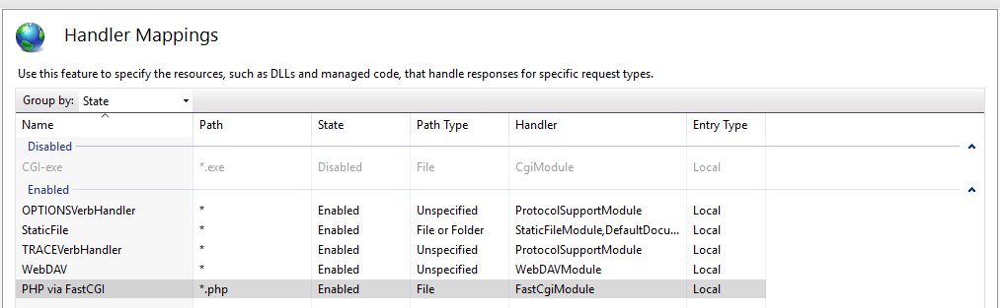 Handler Mappings
Use this feature to specify the resources, such as DLLs and managed code, that handle responses for specific request types.
Group by: State
Name Path State Path Type Handler Entry Type
Disabled
CGI-exe *.exe Disabled File CgiModule Local
Enabled
OPTIONSVerbHandler * Enabled Unspecified ProtocolSupportModule Local
StaticFile * Enabled File or Folder StaticFileModule,DefaultDocu... Local
TRACEVerbHandler * Enabled Unspecified ProtocolSupportModule Local
WebDAV * Enabled Unspecified WebDAVModule Local
PHP via FastCGI *.php Enabled File FastCgiModule Local